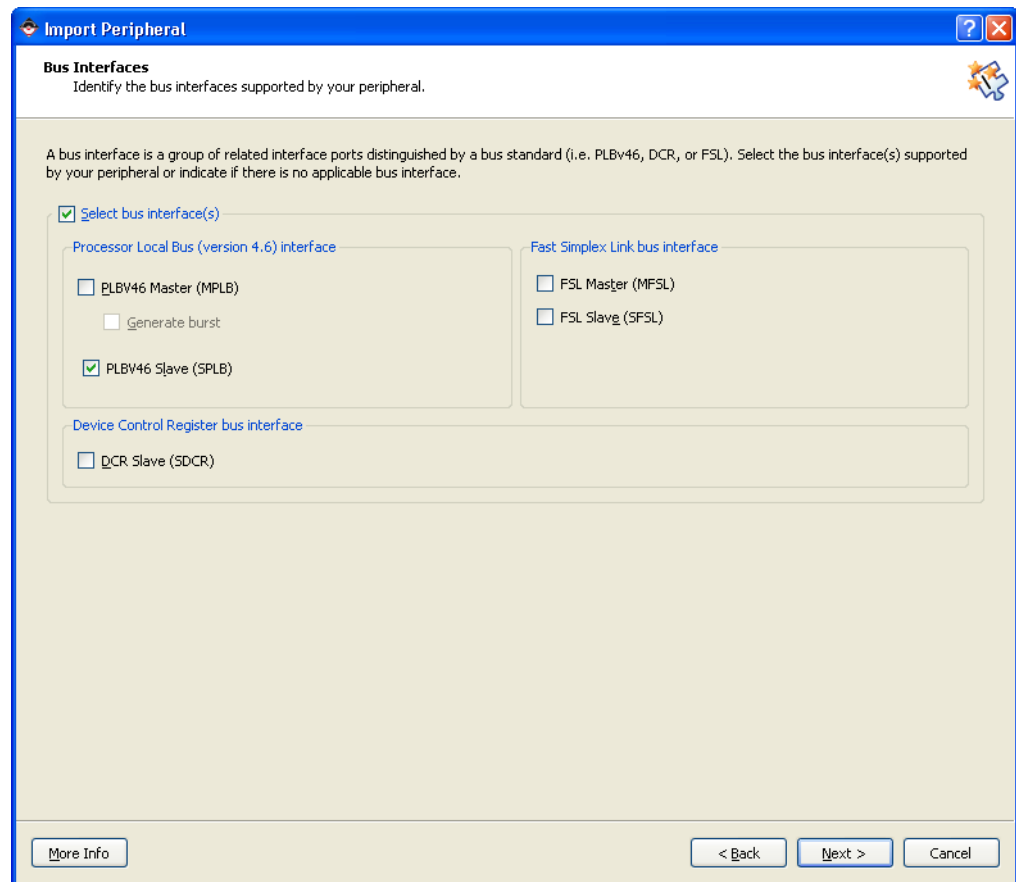 Import Peripheral
Bus Interfaces
Identify the bus interfaces supported by your peripheral.
A bus interface is a group of related interface ports distinguished by a bus standard (i.e. PLBv46, DCR, or FSL). Select the bus interface(s) supported
by your peripheral or indicate if there is no applicable bus interface.
Select bus interface(s)
Processor Local Bus (version 4.6) interface
PLBV46 Master (MPLB)
Generate burst
PLBV46 Slave (SPLB)
Fast Simplex Link bus interface
FSL Master (MFSL)
FSL Slave (SFSL)
Device Control Register bus interface
DCR Slave (SDCR)
More Info
< Back
Next >
Cancel